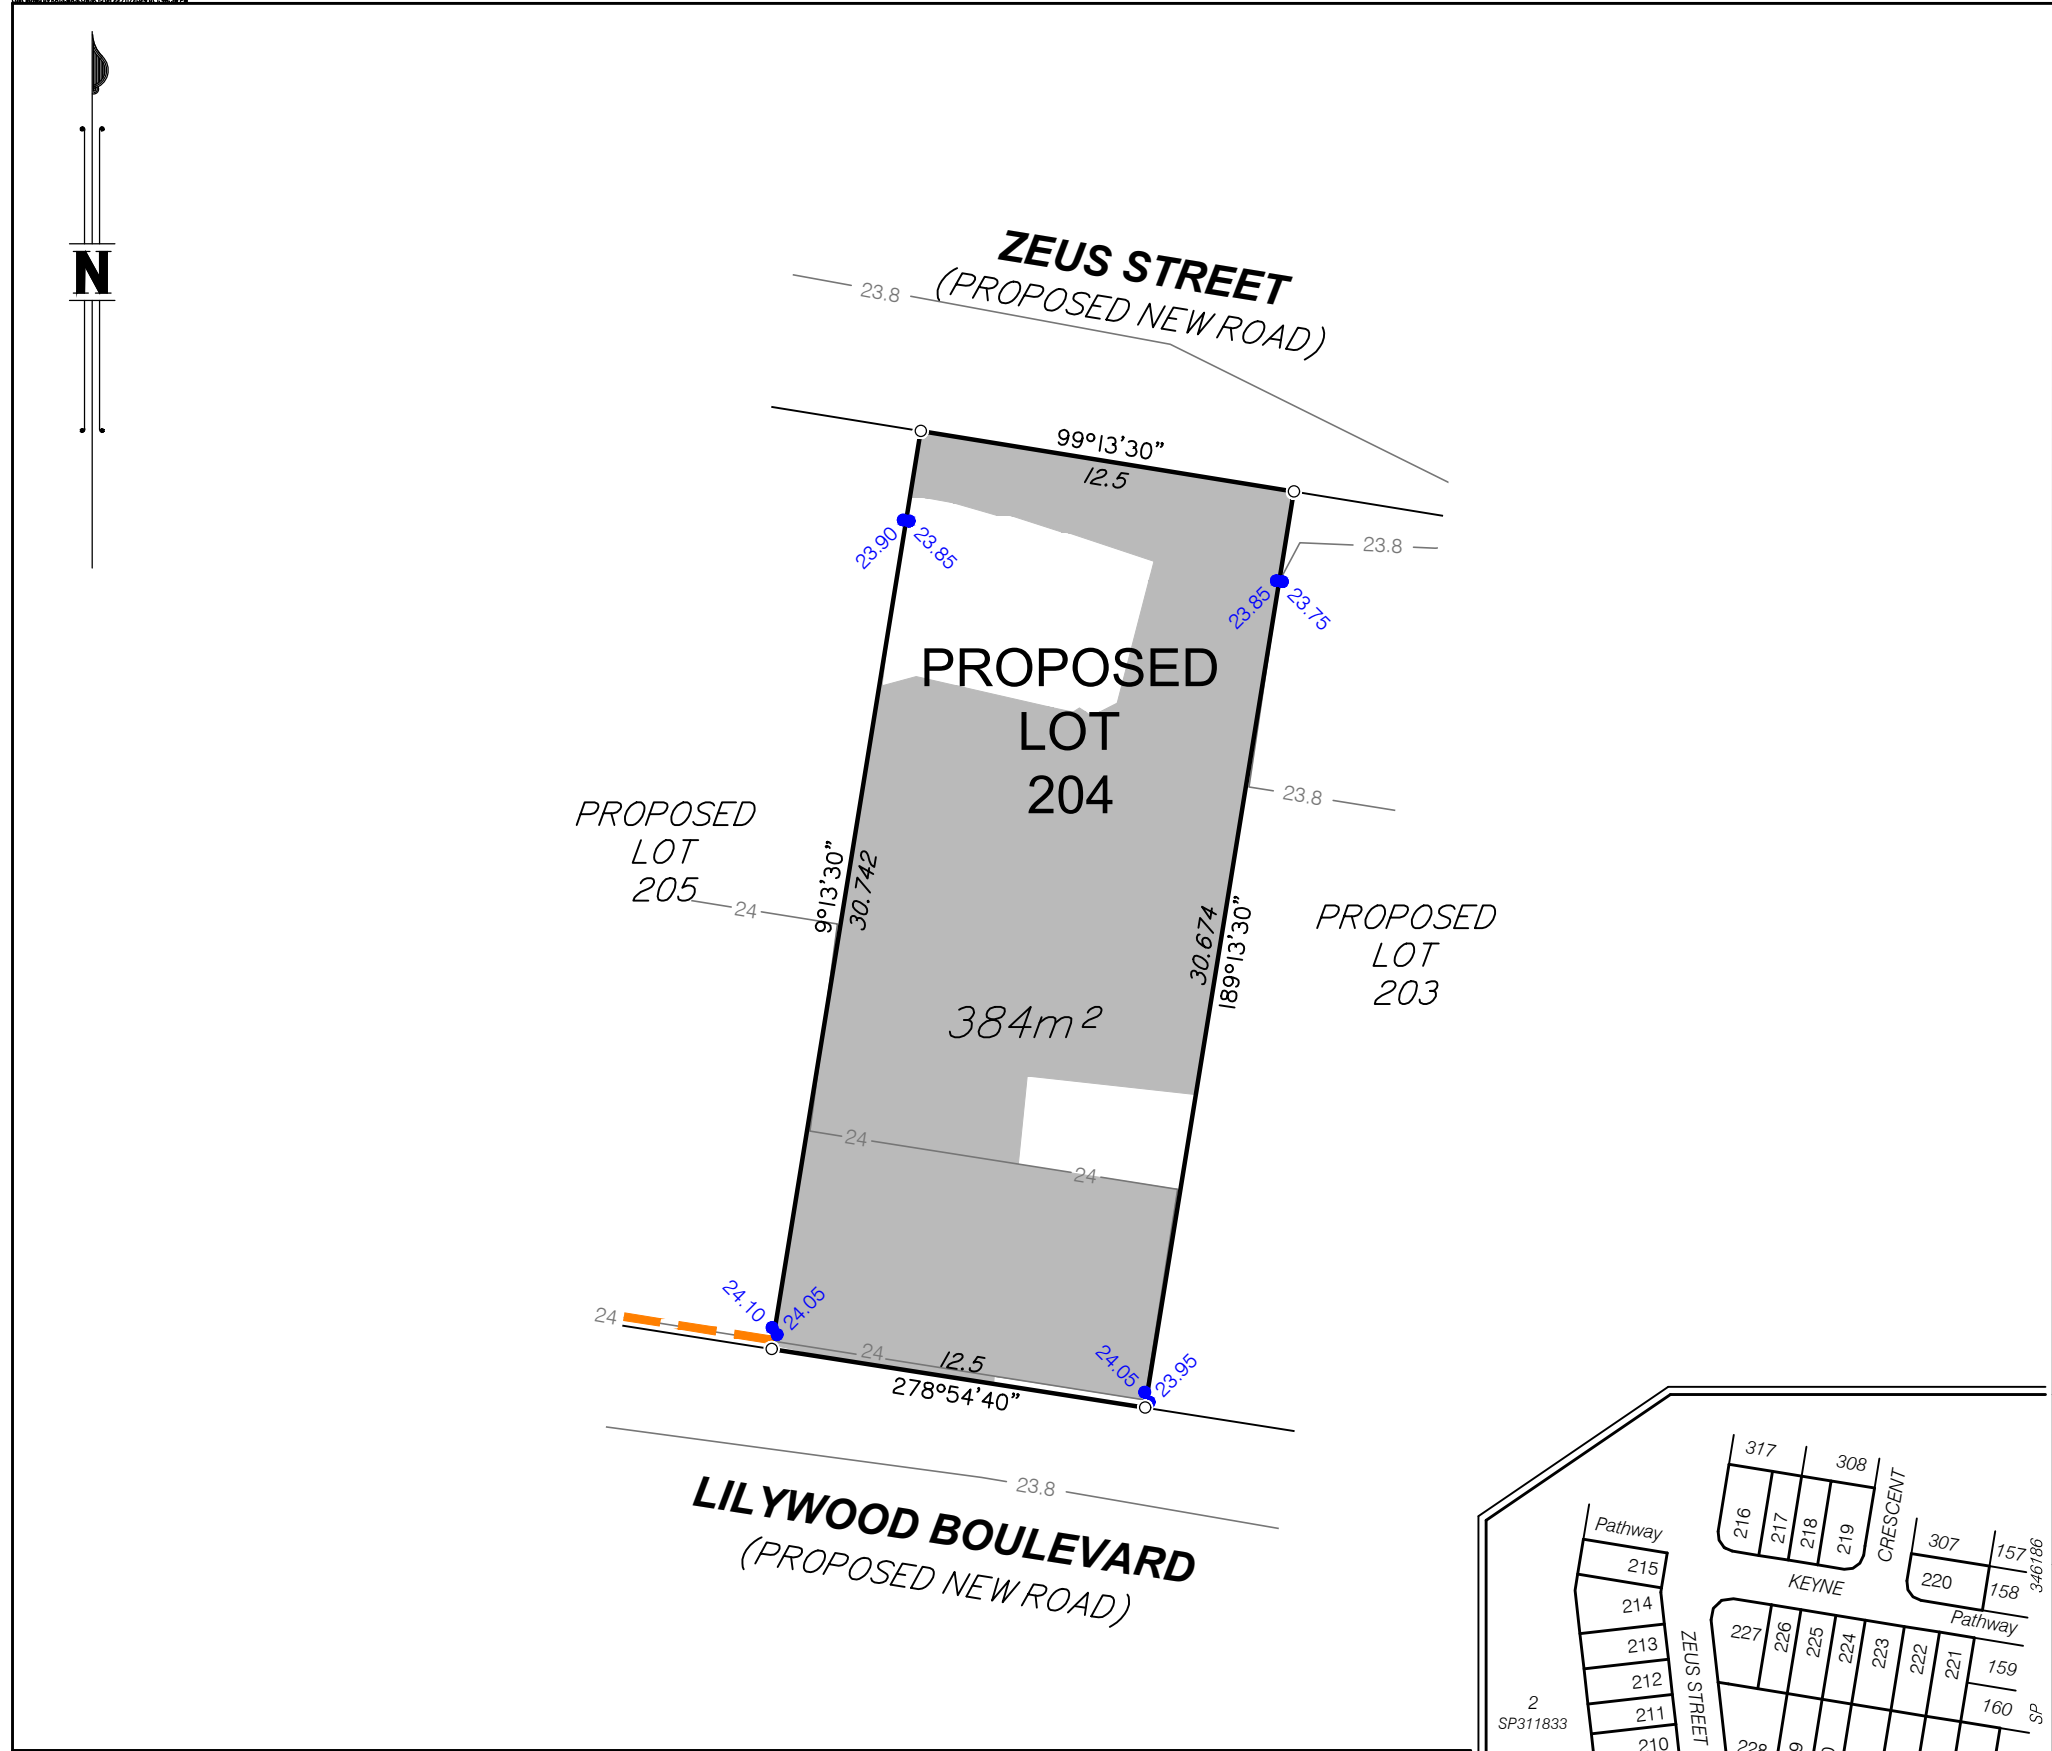 N
ZEUS STREET
(PROPOSED NEW ROAD)
23.8
99°13'30"
12.5
23.90
23.85
23.8
23.85
23.75
PROPOSED
LOT
204
23.8
PROPOSED
LOT
205
24
9°13'30"
30.742
30.674
189°13'30"
PROPOSED
LOT
203
384m²
24
24
24.10
24.05
24
24
12.5
278°54'40"
24.05
23.95
23.8
LILYWOOD BOULEVARD
(PROPOSED NEW ROAD)
317
308
CRESCENT
216
217
218
219
Pathway
215
214
213
212
211
210
ZEUS STREET
KEYNE
307
157
346186
220
158
Pathway
227
226
225
224
223
222
221
159
160
SP
2
SP311833
228